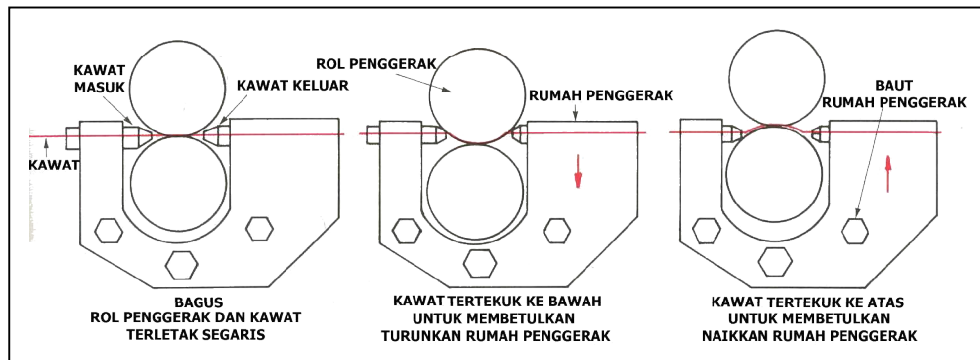 KAWAT
MASUK
KAWAT KELUAR
KAWAT
BAGUS
ROL PENGGERAK DAN KAWAT
TERLETAK SEGARIS
ROL PENGGERAK
RUMAH PENGGERAK
KAWAT TERTEKUK KE BAWAH
UNTUK MEMBETULKAN
TURUNKAN RUMAH PENGGERAK
BAUT
RUMAH PENGGERAK
KAWAT TERTEKUK KE ATAS
UNTUK MEMBETULKAN
NAIKKAN RUMAH PENGGERAK